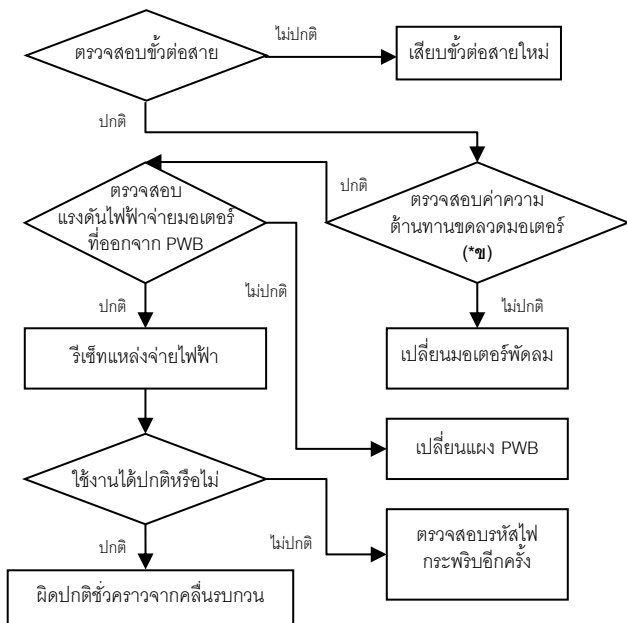 ตรวจสอบขั้วต่อสาย
ไม่ปกติ
เสียบขั้วต่อสายใหม่
ปกติ
ตรวจสอบ
แรงดันไฟฟ้าจ่ายมอเตอร์
ที่ออกจาก PWB
ปกติ
ตรวจสอบค่าความ
ต้านทานขดลวดมอเตอร์
(*ข)
ไม่ปกติ
ปกติ
ไม่ปกติ
รีเซ็ทแหล่งจ่ายไฟฟ้า
เปลี่ยนมอเตอร์พัดลม
เปลี่ยนแผง PWB
ใช้งานได้ปกติหรือไม่
ปกติ
ไม่ปกติ
ตรวจสอบรหัสไฟ
กระพริบอีกครั้ง
ผิดปกติชั่วคราวจากคลื่นรบกวน